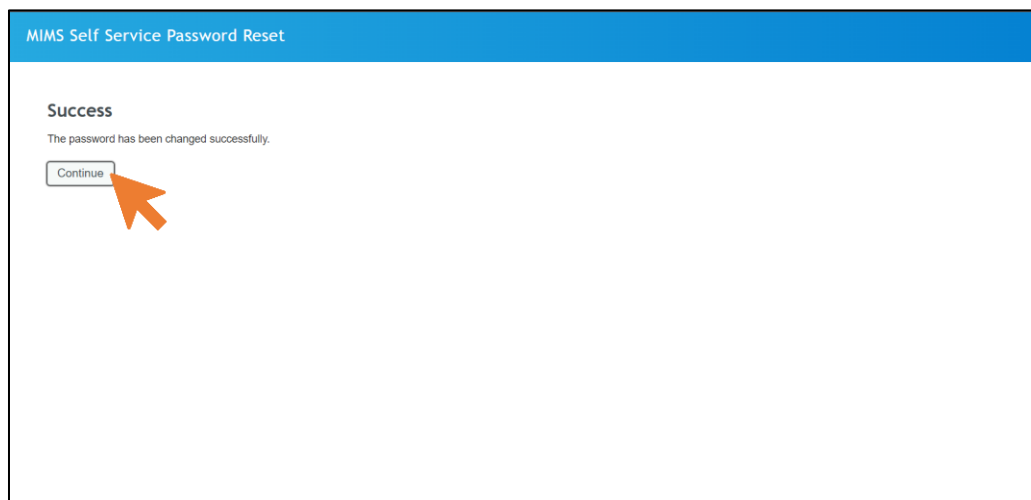 MIMS Self Service Password Reset
Success
The password has been changed successfully.
Continue